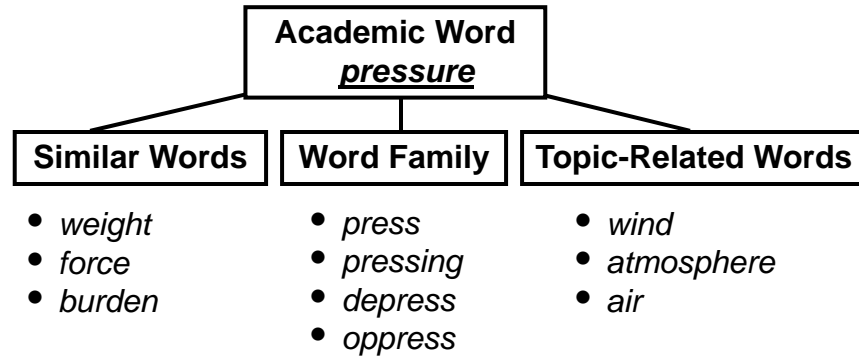 Academic Word
pressure
Similar Words
• weight
• force
• burden
Word Family
• press
• pressing
• depress
• oppress
Topic-Related Words
• wind
• atmosphere
• air